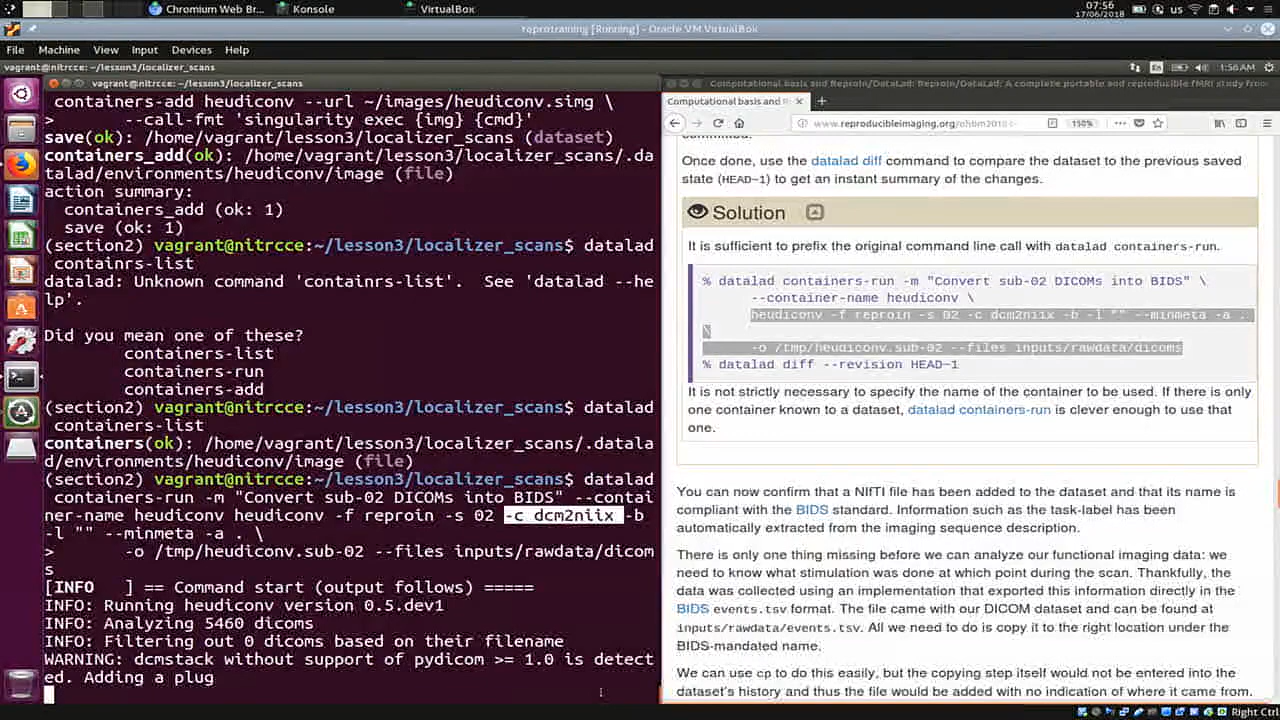 Chromium Web Br...
Konsole
VirtualBox
07:56
17/06/2018
us
reprotraining [Running] - Oracle VM VirtualBox
File Machine View Input Devices Help
vagrant@nitrcce: ~/lesson3/localizer_scans
En
1:56 AM
vagrant@nitrcce: ~/lesson3/localizer_scans
containers-add heudiconv --url ~/images/heudiconv.simg \
> --call-fmt 'singularity exec {img} {cmd}'
save(ok): /home/vagrant/lesson3/localizer_scans (dataset)
containers_add(ok): /home/vagrant/lesson3/localizer_scans/.da
talad/environments/heudiconv/image (file)
action summary:
containers_add (ok: 1)
save (ok: 1)
(section2) vagrant@nitrcce:~/lesson3/localizer_scans$ datalad
containrs-list
datalad: Unknown command 'containrs-list'.  See 'datalad --he
lp'.
Did you mean one of these?
containers-list
containers-run
containers-add
(section2) vagrant@nitrcce:~/lesson3/localizer_scans$ datalad
containers-list
containers(ok): /home/vagrant/lesson3/localizer_scans/.datala
d/environments/heudiconv/image (file)
(section2) vagrant@nitrcce:~/lesson3/localizer_scans$ datalad
containers-run -m "Convert sub-02 DICOMs into BIDS" --contai
ner-name heudiconv heudiconv -f reproin -s 02 -c dcm2niix -b
-l "" --minmeta -a . \
> -o /tmp/heudiconv.sub-02 --files inputs/rawdata/dicom
s
[INFO   ] == Command start (output follows) =====
INFO: Running heudiconv version 0.5.dev1
INFO: Analyzing 5460 dicoms
INFO: Filtering out 0 dicoms based on their filename
WARNING: dcmstack without support of pydicom >= 1.0 is detect
ed. Adding a plug
Computational basis and ReproIn/DataLad: ReproIn/DataLad: A complete portable and reproducible fMRI study from
Computational basis and R
www.reproducibleimaging.org/ohbm2018-
150%
committed.
Once done, use the datalad diff command to compare the dataset to the previous saved
state (HEAD~1) to get an instant summary of the changes.
Solution
It is sufficient to prefix the original command line call with datalad containers-run.
% datalad containers-run -m "Convert sub-02 DICOMs into BIDS" \
--container-name heudiconv \
heudiconv -f reproin -s 02 -c dcm2niix -b -l "" --minmeta -a .
\
-o /tmp/heudiconv.sub-02 --files inputs/rawdata/dicoms
% datalad diff --revision HEAD~1
It is not strictly necessary to specify the name of the container to be used. If there is only
one container known to a dataset, datalad containers-run is clever enough to use that
one.
You can now confirm that a NIfTI file has been added to the dataset and that its name is
compliant with the BIDS standard. Information such as the task-label has been
automatically extracted from the imaging sequence description.
There is only one thing missing before we can analyze our functional imaging data: we
need to know what stimulation was done at which point during the scan. Thankfully, the
data was collected using an implementation that exported this information directly in the
BIDS events.tsv format. The file came with our DICOM dataset and can be found at
inputs/rawdata/events.tsv. All we need to do is copy it to the right location under the
BIDS-mandated name.
We can use cp to do this easily, but the copying step itself would not be entered into the
dataset's history and thus the file would be added with no indication of where it came from.
Right Ctrl